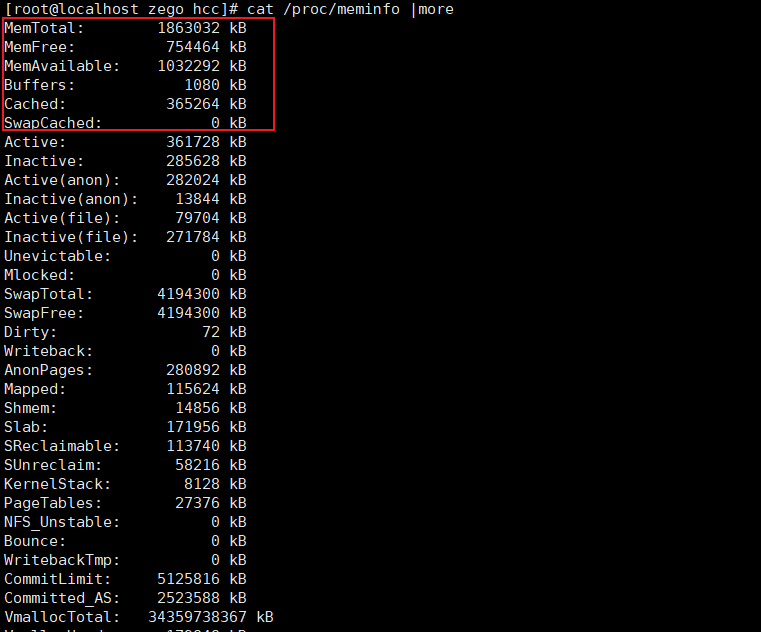 [root@localhost zego hcc]# cat /proc/meminfo |more
MemTotal:        1863032 kB
MemFree:          754464 kB
MemAvailable:    1032292 kB
Buffers:            1080 kB
Cached:           365264 kB
SwapCached:            0 kB
Active:           361728 kB
Inactive:         285628 kB
Active(anon):     282024 kB
Inactive(anon):    13844 kB
Active(file):      79704 kB
Inactive(file):   271784 kB
Unevictable:           0 kB
Mlocked:               0 kB
SwapTotal:       4194300 kB
SwapFree:        4194300 kB
Dirty:                72 kB
Writeback:             0 kB
AnonPages:        280892 kB
Mapped:           115624 kB
Shmem:             14856 kB
Slab:             171956 kB
SReclaimable:     113740 kB
SUnreclaim:        58216 kB
KernelStack:        8128 kB
PageTables:        27376 kB
NFS_Unstable:          0 kB
Bounce:                0 kB
WritebackTmp:          0 kB
CommitLimit:     5125816 kB
Committed_AS:    2523588 kB
VmallocTotal:   34359738367 kB